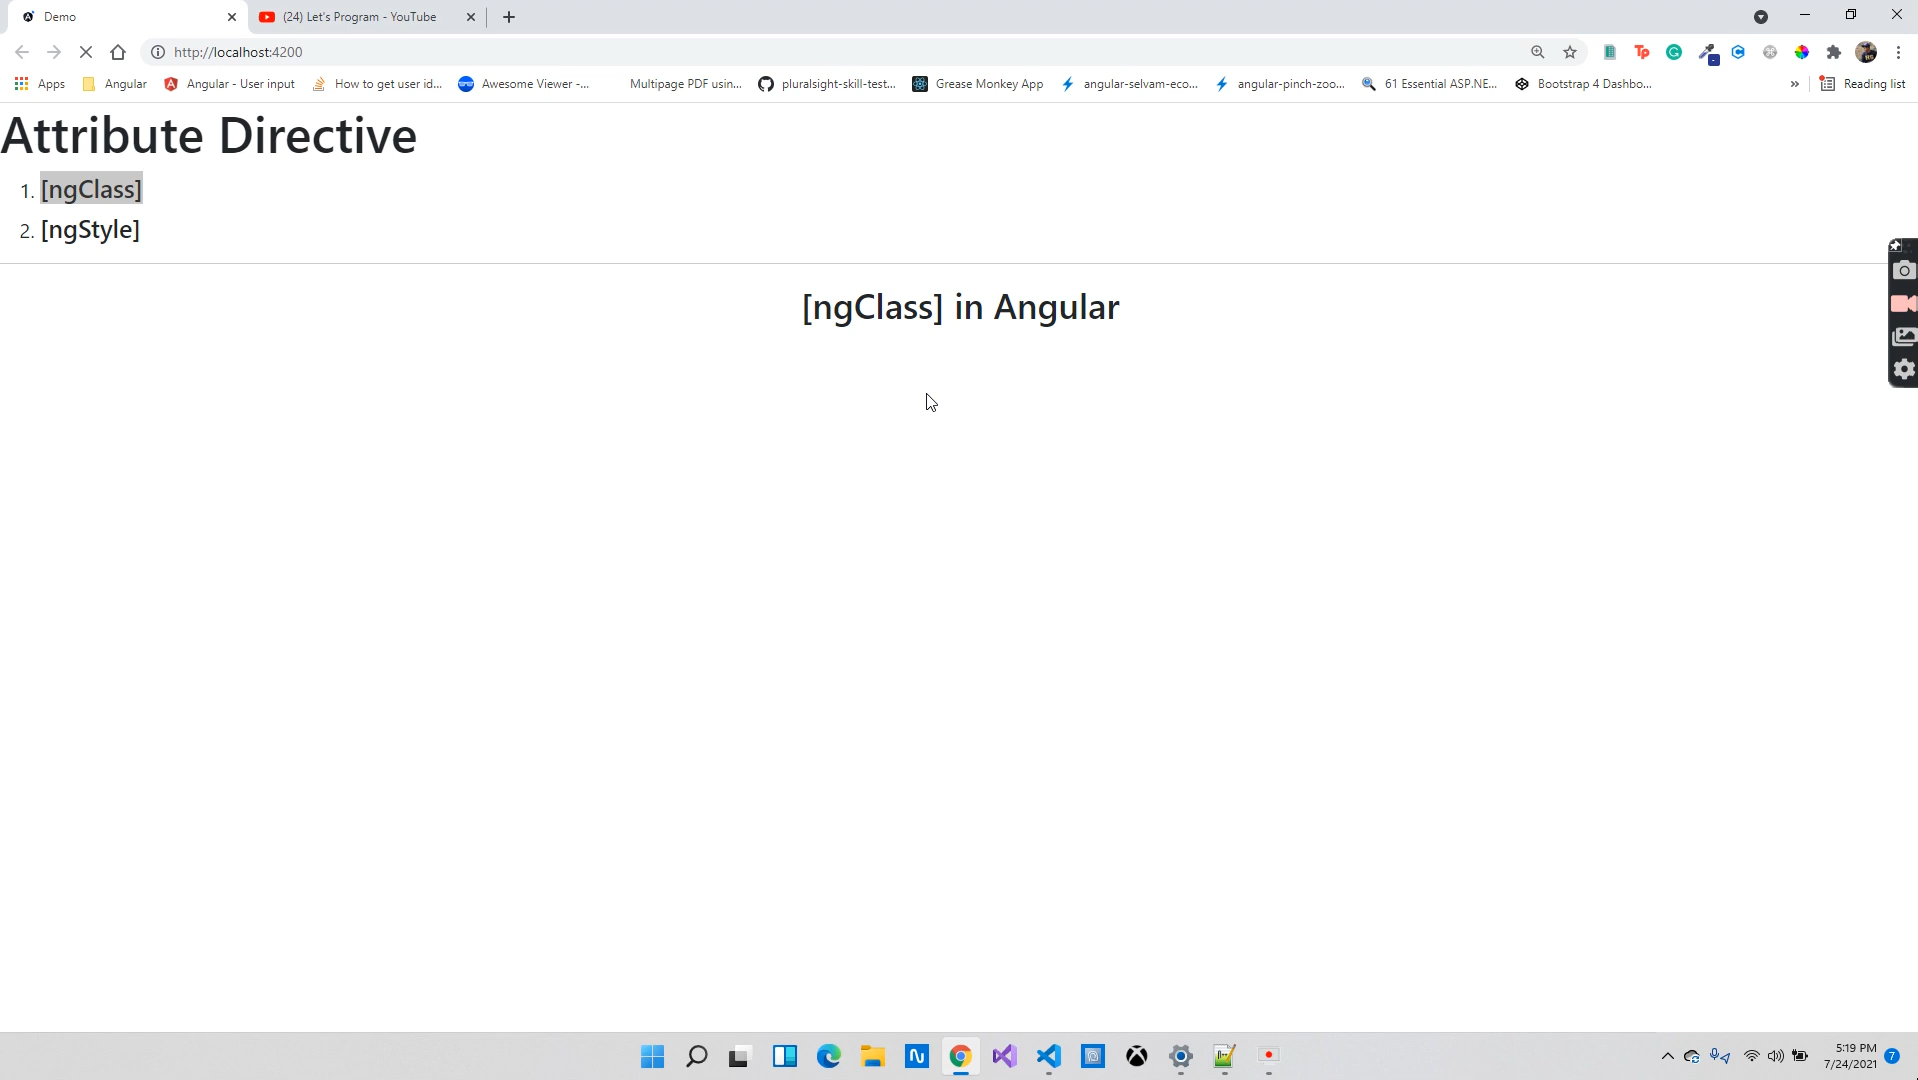 Demo
(24) Let's Program - YouTube
http://localhost:4200
Apps
Angular
Angular - User input
How to get user id...
Awesome Viewer -...
Multipage PDF usin...
pluralsight-skill-test...
Grease Monkey App
angular-selvam-eco...
angular-pinch-zoo...
61 Essential ASP.NE...
Bootstrap 4 Dashbo...
»
Reading list
Attribute Directive
1. [ngClass]
2. [ngStyle]
[ngClass] in Angular
5:19 PM
7/24/2021
7